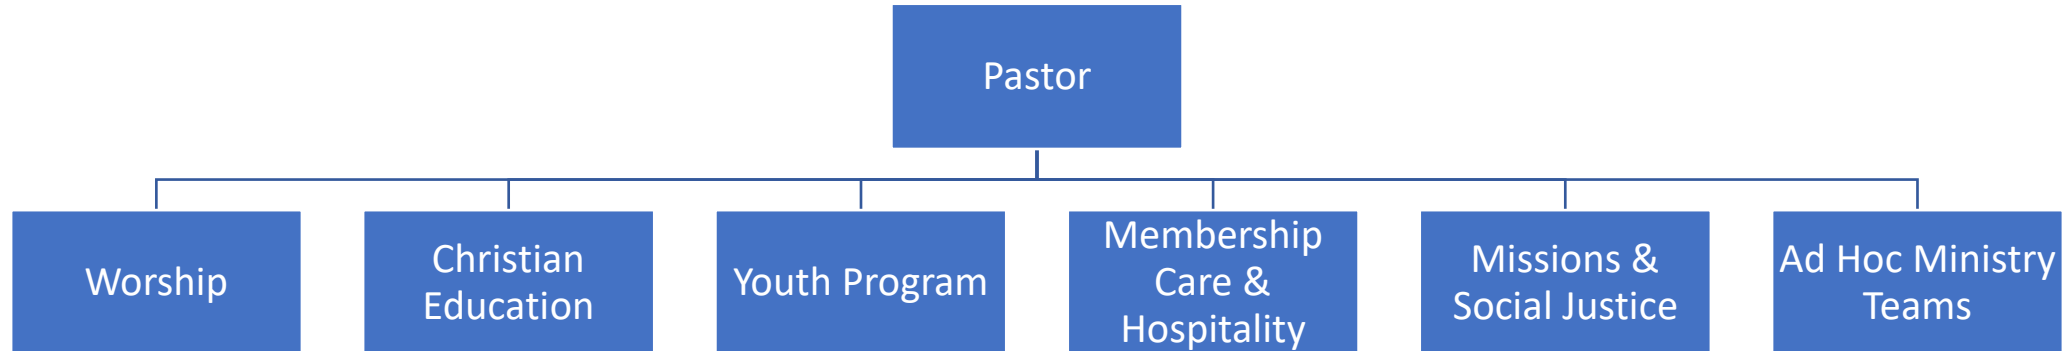 Pastor
Worship
Christian
Education
Youth Program
Membership
Care &
Hospitality
Missions &
Social Justice
Ad Hoc Ministry
Teams